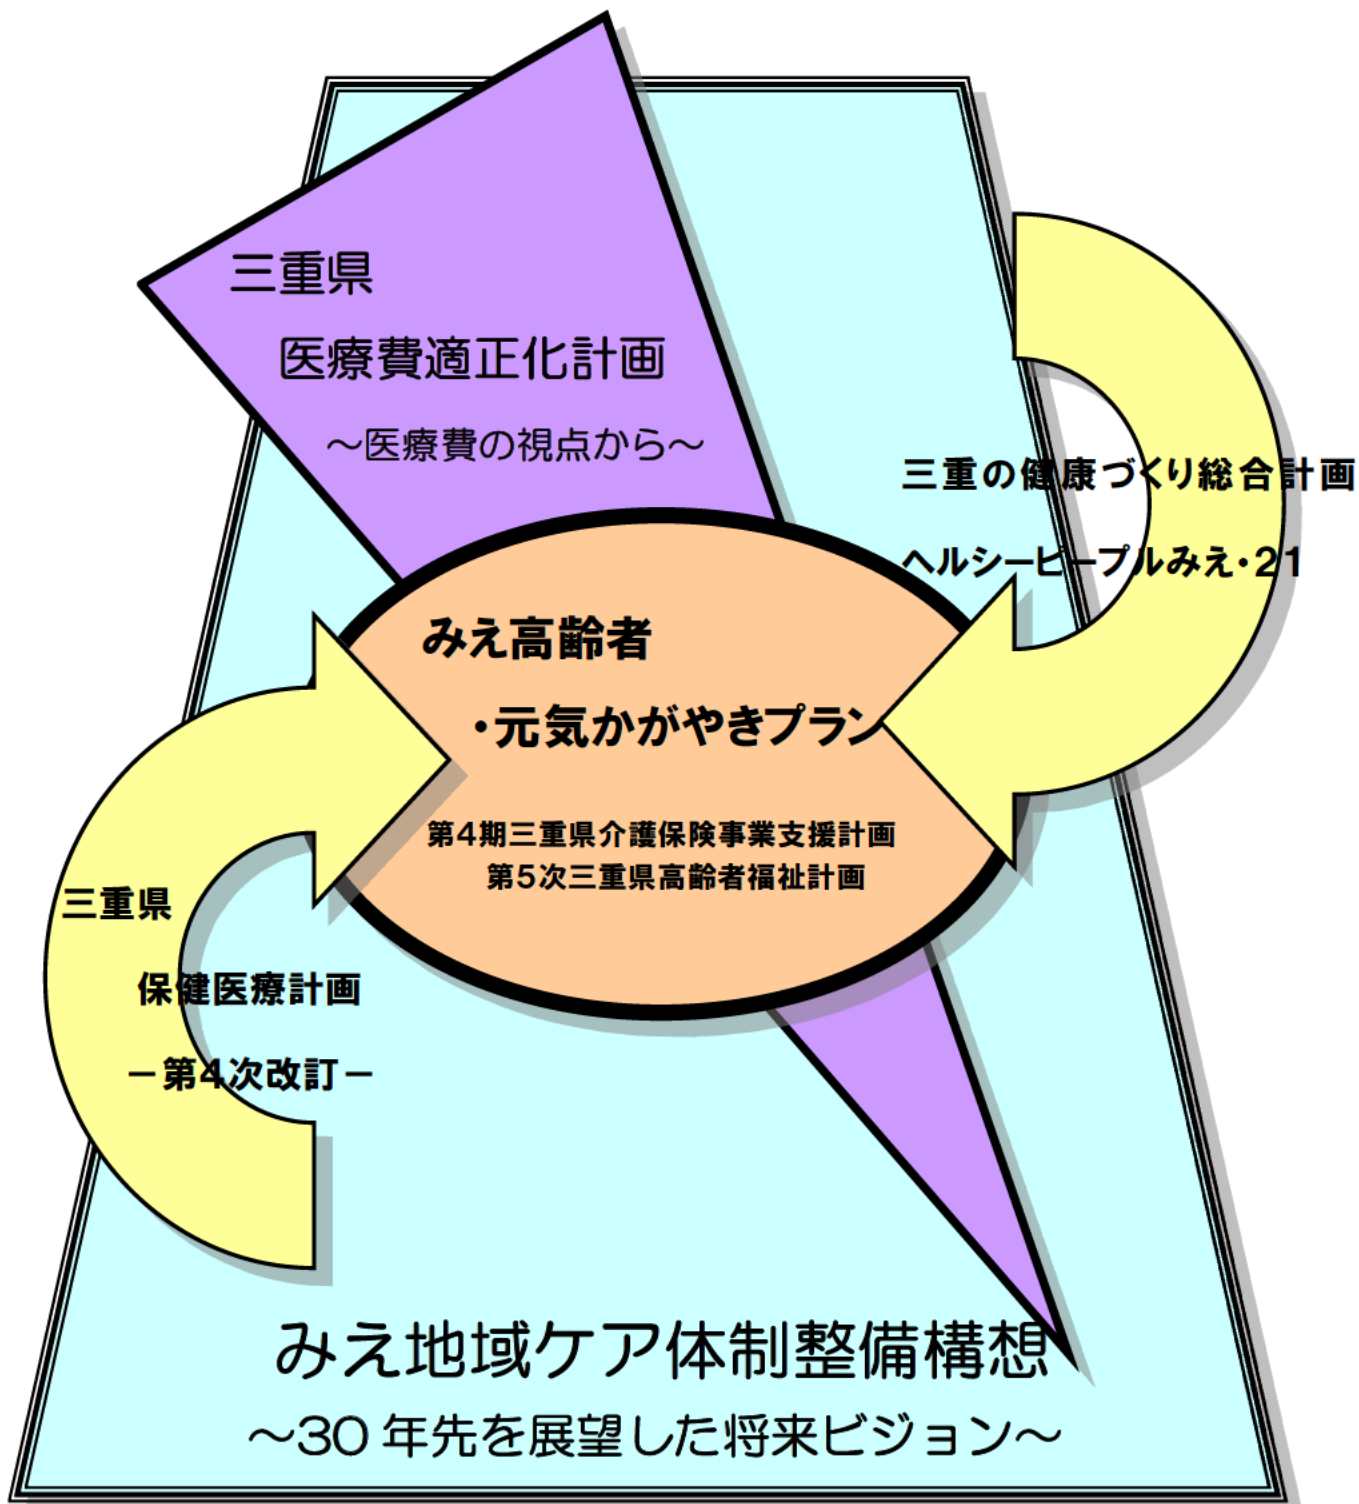 三重県
医療費適正化計画
～医療費の視点から～
三重の健康づくり総合計画
ヘルシーピープルみえ・21
みえ高齢者
・元気かがやきプラン
第4期三重県介護保険事業支援計画
第5次三重県高齢者福祉計画
三重県
保健医療計画
－第4次改訂－
みえ地域ケア体制整備構想
～30年先を展望した将来ビジョン～